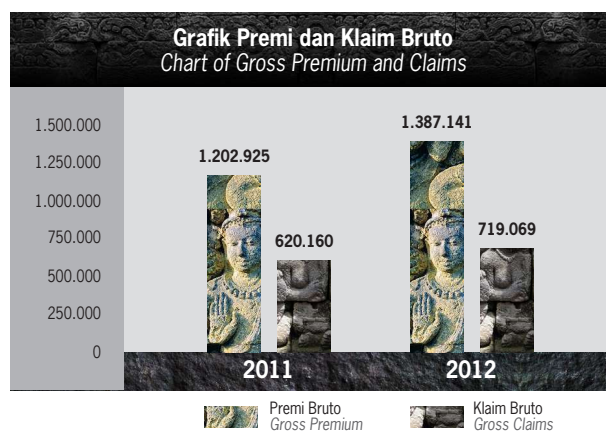 Grafik Premi dan Klaim Bruto
Chart of Gross Premium and Claims
1.500.000
1.250.000
1.000.000
750.000
500.000
250.000
0
1.202.925
620.160
1.387.141
719.069
2011
2012
Premi Bruto
Gross Premium
Klaim Bruto
Gross Claims